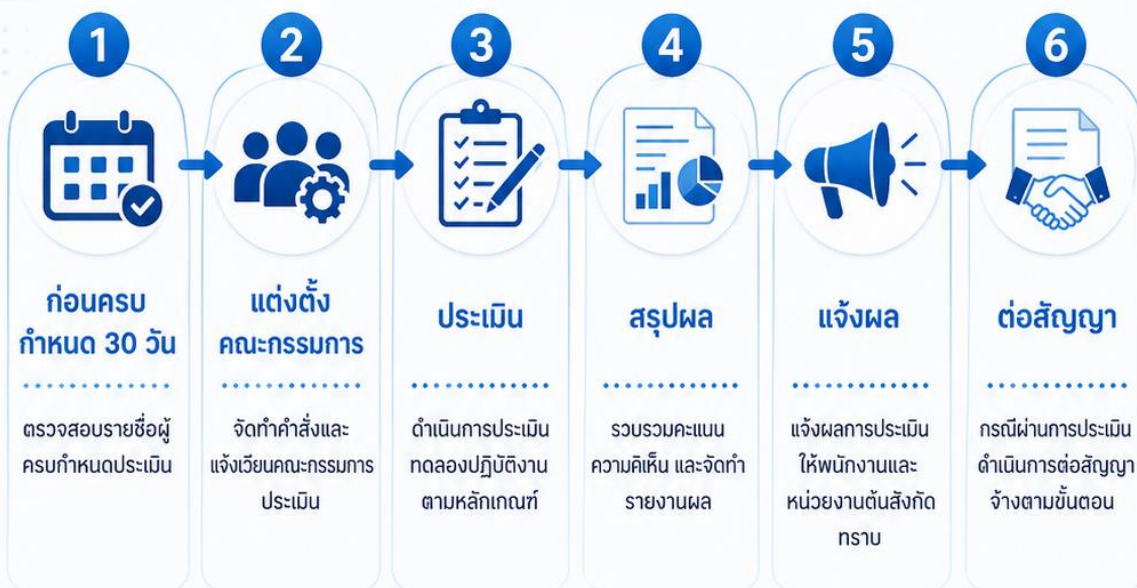 1
ก่อนครบ
กำหนด 30 วัน
ตรวจสอบรายชื่อผู้
ครบกำหนดประเมิน
2
แต่งตั้ง
คณะกรรมการ
จัดทำคำสั่งและ
แจ้งเวียนคณะกรรมการ
ประเมิน
3
ประเมิน
ดำเนินการประเมิน
ทดลองปฏิบัติงาน
ตามหลักเกณฑ์
4
สรุปผล
รวบรวมคะแนน
ความคิเห็น และจัดทำ
รายงานผล
5
แจ้งผล
แจ้งผลการประเมิน
ให้พนักงานและ
หน่วยงานต้นสังกัด
ทราบ
6
ต่อสัญญา
กรณีผ่านการประเมิน
ดำเนินการต่อสัญญา
จ้างตามขั้นตอน